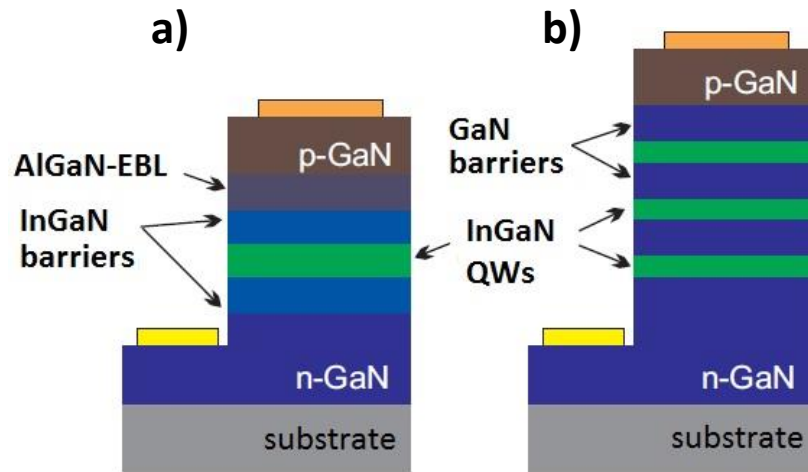 a)
p-GaN
AlGaN-EBL
InGaN
barriers
n-GaN
substrate
b)
p-GaN
GaN
barriers
InGaN
QWs
n-GaN
substrate